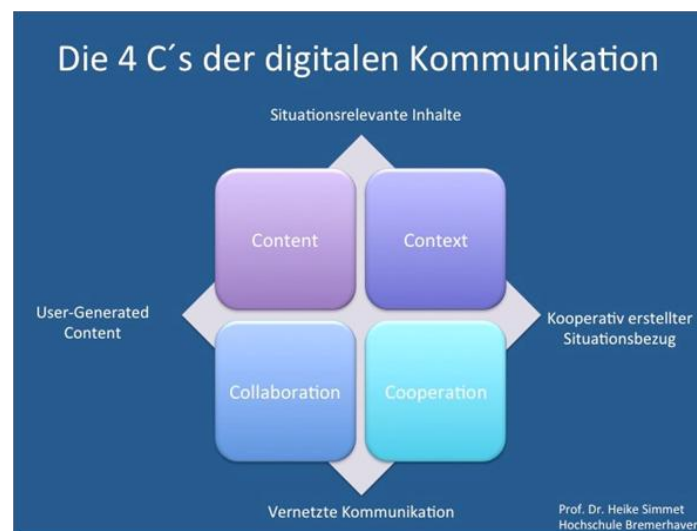 Die 4 C´s der digitalen Kommunikation
Situationsrelevante Inhalte
Content
Context
User-Generated
Content
Kooperativ erstellter
Situationsbezug
Collaboration
Cooperation
Vernetzte Kommunikation
Prof. Dr. Heike Simmet
Hochschule Bremerhaven